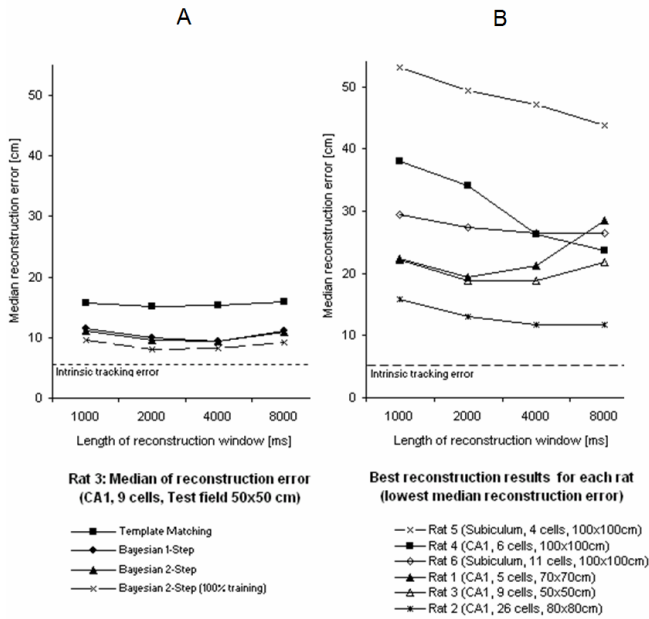 A
Median reconstruction error [cm]
50
40
30
20
10
0
Intrinsic tracking error
1000 2000 4000 8000
Length of reconstruction window [ms]
Rat 3: Median of reconstruction error
(CA1, 9 cells, Test field 50x50 cm)
Template Matching
Bayesian 1-Step
Bayesian 2-Step
Bayesian 2-Step (100% training)
B
Median reconstruction error [cm]
50
40
30
20
10
0
Intrinsic tracking error
1000 2000 4000 8000
Length of reconstruction window [ms]
Best reconstruction results for each rat
(lowest median reconstruction error)
Rat 5 (Subiculum, 4 cells, 100x100cm)
Rat 4 (CA1, 6 cells, 100x100cm)
Rat 6 (Subiculum, 11 cells, 100x100cm)
Rat 1 (CA1, 5 cells, 70x70cm)
Rat 3 (CA1, 9 cells, 50x50cm)
Rat 2 (CA1, 26 cells, 80x80cm)